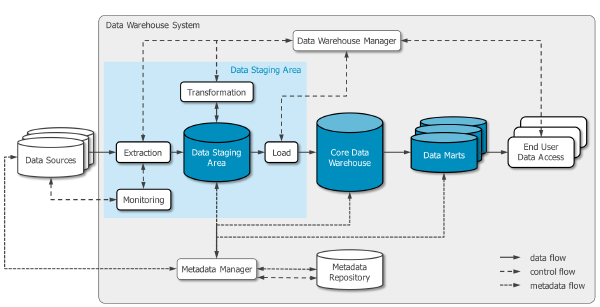 Data Warehouse System
Data Warehouse Manager
Data Staging Area
Transformation
Data Sources
Extraction
Data Staging
Area
Load
Core Data
Warehouse
Data Marts
End User
Data Access
Monitoring
Metadata Manager
Metadata
Repository
data flow
control flow
metadata flow